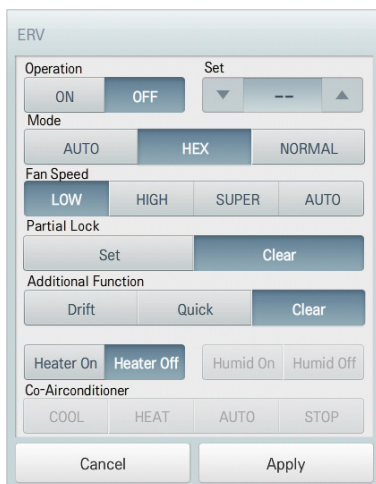 ERV
Operation Set
ON OFF ▼ -- ▲
Mode
AUTO HEX NORMAL
Fan Speed
LOW HIGH SUPER AUTO
Partial Lock
Set Clear
Additional Function
Drift Quick Clear
Heater On Heater Off Humid On Humid Off
Co-Airconditioner
COOL HEAT AUTO STOP
Cancel Apply